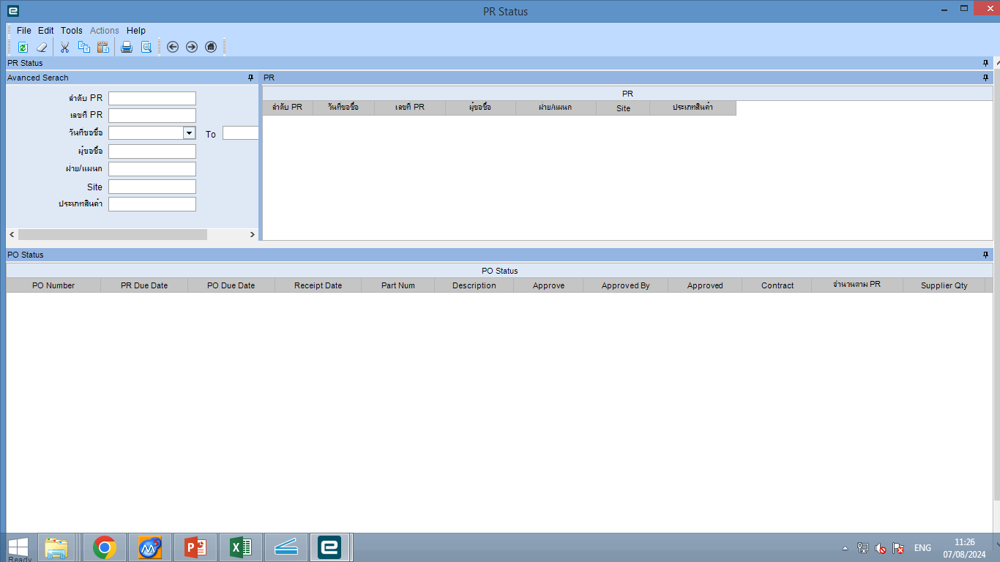 PR Status
File Edit Tools Actions Help
PR Status
Avanced Serach
ลำดับ PR
เลขที่ PR
วันที่ขอซื้อ To
ผู้ขอซื้อ
ฝ่าย/แผนก
Site
ประเภทสินค้า
PR
PR
ลำดับ PR วันที่ขอซื้อ เลขที่ PR ผู้ขอซื้อ ฝ่าย/แผนก Site ประเภทสินค้า
PO Status
PO Status
PO Number PR Due Date PO Due Date Receipt Date Part Num Description Approve Approved By Approved Contract จำนวนตาม PR Supplier Qty
Ready
ENG
11:26
07/08/2024